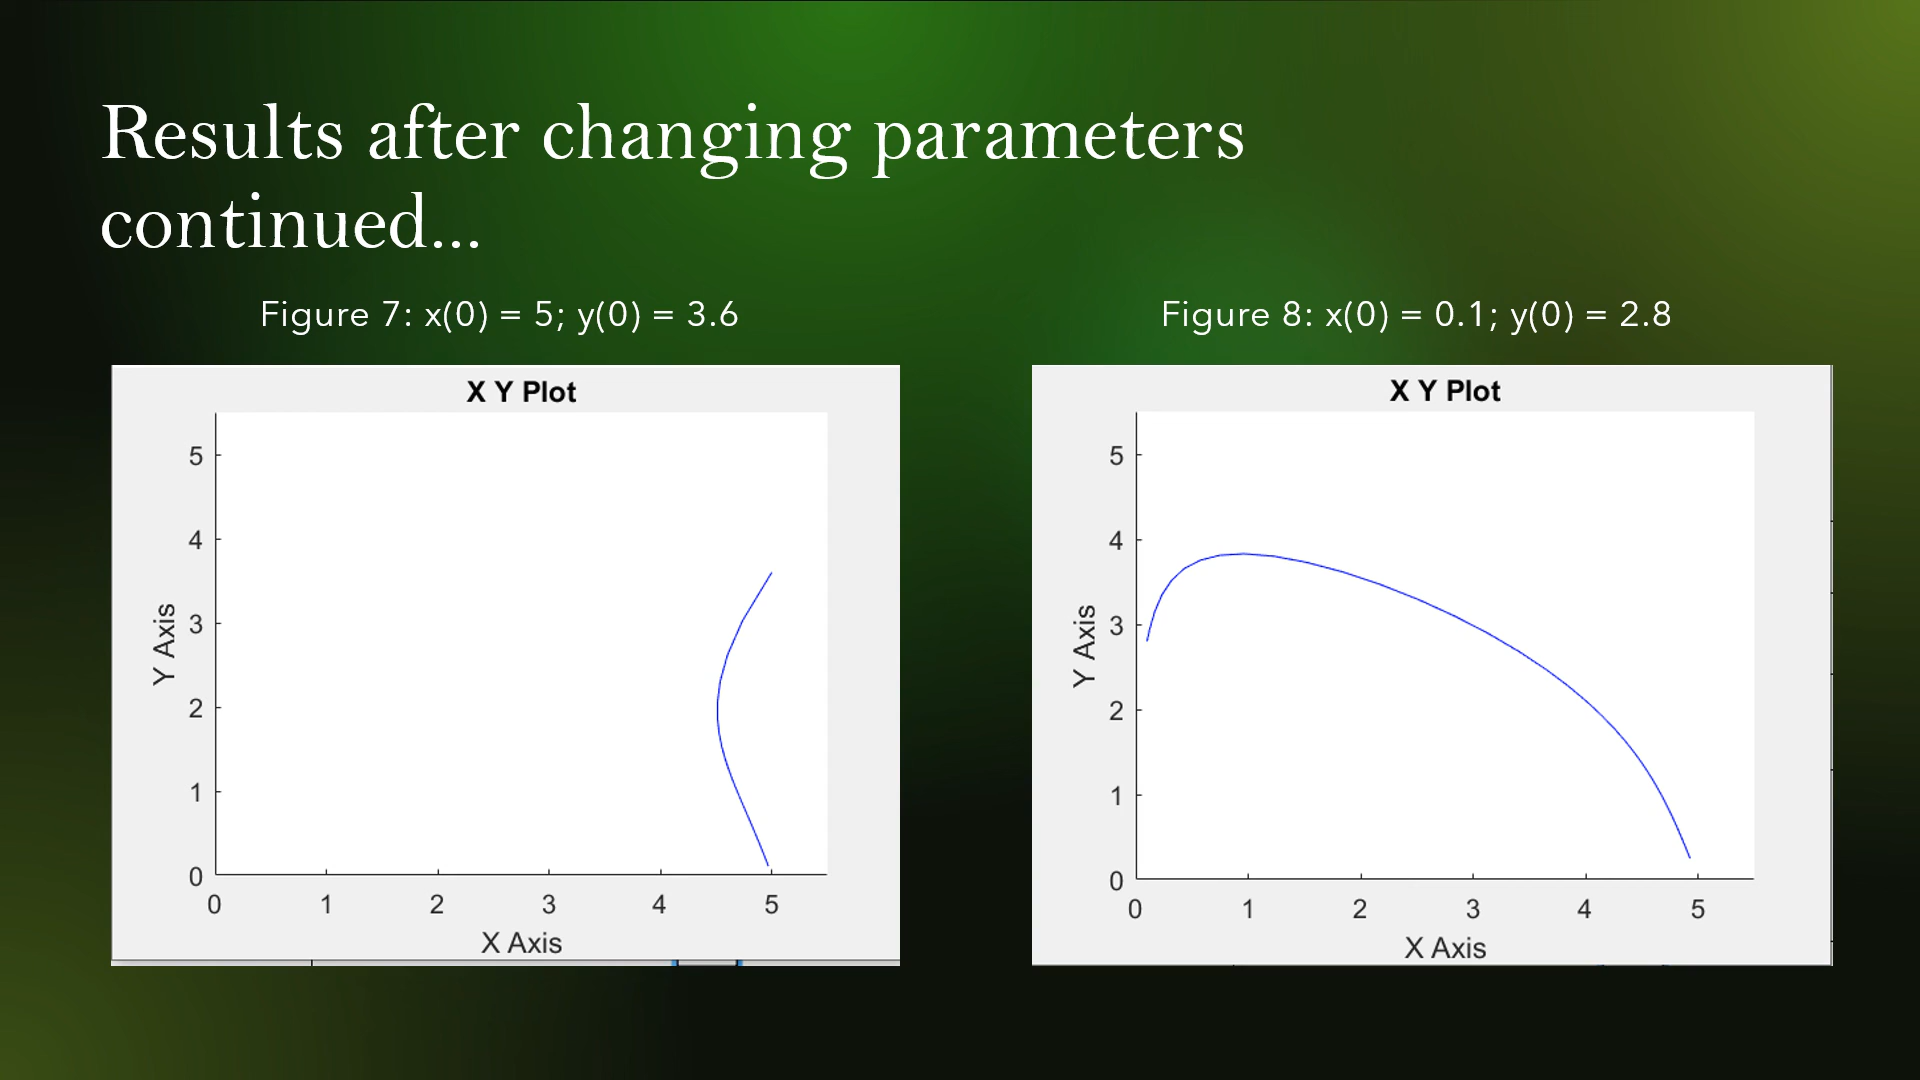 Results after changing parameters
continued...
Figure 7: x(0) = 5; y(0) = 3.6
X Y Plot
5
4
3
2
1
0
Y Axis
0 1 2 3 4 5
X Axis
Figure 8: x(0) = 0.1; y(0) = 2.8
X Y Plot
5
4
3
2
1
0
Y Axis
0 1 2 3 4 5
X Axis